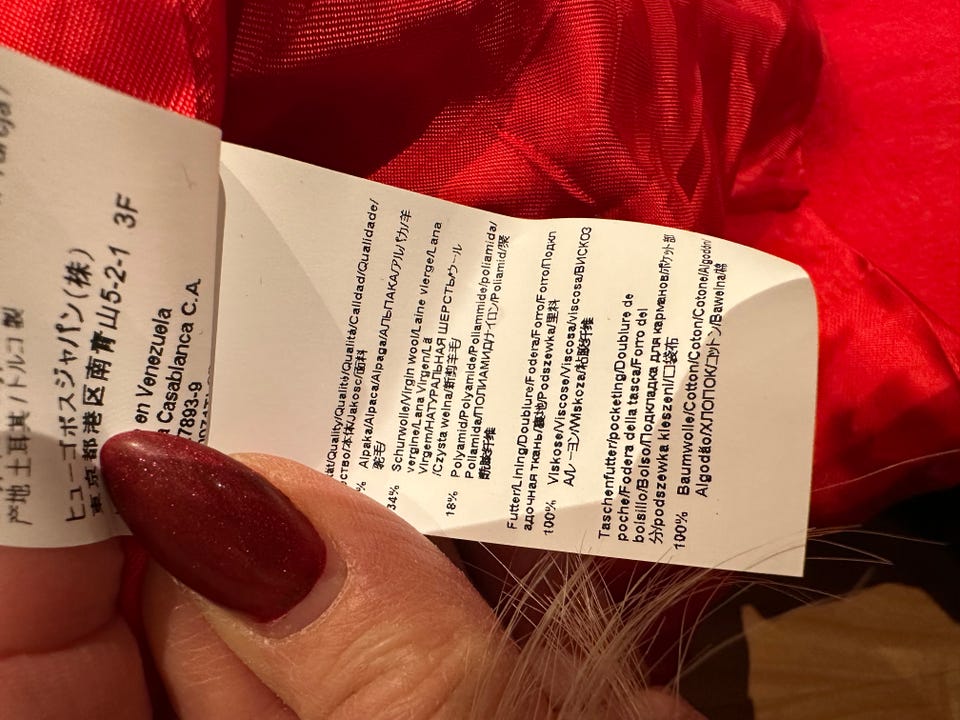 產地土耳其/トルコ製
ヒューゴボスジャパン(株)
東京都港区南青山5-2-1 3F
en Venezuela
Casablanca C.A.
7893-9
ät/Quality/Qualité/Qualità/Calidad/Qualidade/
ство/本体/Jakosc/面料
% Alpaka/Alpaca/Alpaga/АЛЬПАКА/アルパカ/羊
驼毛
34% Schurwolle/Virgin wool/Laine vierge/Lana
vergine/Lana Virgen/Lã
Virgem/НАТУРАЛЬНАЯ ШЕРСТЬ/ウール
/Czysta welna/新動羊毛
18% Polyamid/Polyamide/Poliammide/poliamida/
Poliamida/ПОЛИАМИД/ナイロン/Poliamid/聚
酰胺纤维
Futter/Lining/Doublure/Fodera/Forro/Forro/Подкл
адочная ткань/裏地/Podszewka/里料
100% Viskose/Viscose/Viscosa/Viscosa/ВИСКОЗ
А/レーヨン/Wiskoza/粘胶纤维
Taschenfutter/pocketing/Doublure de
poche/Fodera della tasca/Forro del
bolsillo/Bolso/Подкладка для карманов/ポケット部
分/podszewka kieszeni/口袋布
100% Baumwolle/Cotton/Coton/Cotone/Algodón/
Algodão/ХЛОПОК/コットン/Bawelna/棉